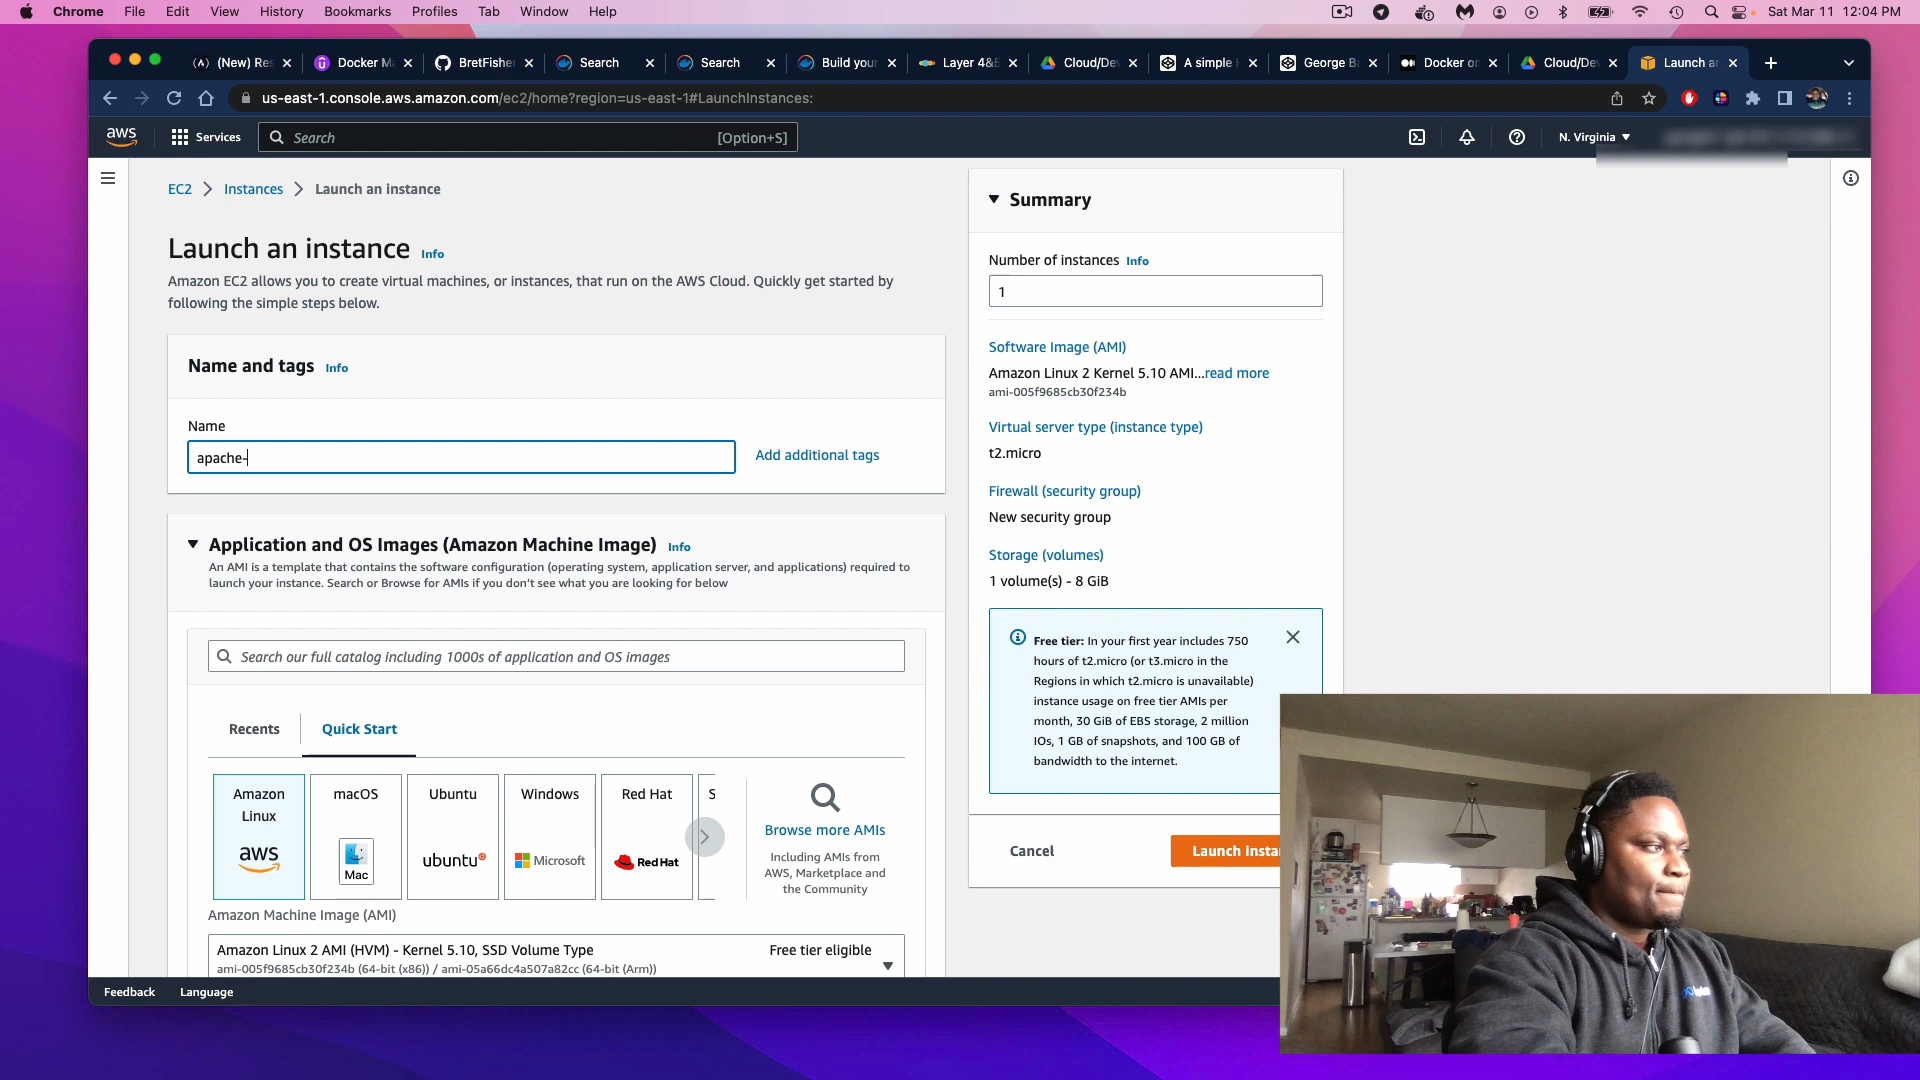 Chrome File Edit View History Bookmarks Profiles Tab Window Help
Sat Mar 11 12:04 PM
(New) Res Docker Ma BretFisher Search Search Build your Layer 4& Cloud/Dev A simple George Ba Docker on Cloud/Dev Launch an
us-east-1.console.aws.amazon.com/ec2/home?region=us-east-1#LaunchInstances:
aws Services Search [Option+S] N. Virginia
EC2 Instances Launch an instance
Launch an instance Info
Amazon EC2 allows you to create virtual machines, or instances, that run on the AWS Cloud. Quickly get started by
following the simple steps below.
Name and tags Info
Name
apache-
Add additional tags
Application and OS Images (Amazon Machine Image) Info
An AMI is a template that contains the software configuration (operating system, application server, and applications) required to
launch your instance. Search or Browse for AMIs if you don't see what you are looking for below
Search our full catalog including 1000s of application and OS images
Recents Quick Start
Amazon
Linux
aws
macOS
Mac
Ubuntu
ubuntu
Windows
Microsoft
Red Hat
Red Hat
S
Browse more AMIs
Including AMIs from
AWS, Marketplace and
the Community
Amazon Machine Image (AMI)
Amazon Linux 2 AMI (HVM) - Kernel 5.10, SSD Volume Type
Free tier eligible
ami-005f9685cb30f234b (64-bit (x86)) / ami-05a66dc4a507a82cc (64-bit (Arm))
Summary
Number of instances Info
1
Software Image (AMI)
Amazon Linux 2 Kernel 5.10 AMI...read more
ami-005f9685cb30f234b
Virtual server type (instance type)
t2.micro
Firewall (security group)
New security group
Storage (volumes)
1 volume(s) - 8 GiB
Free tier: In your first year includes 750
hours of t2.micro (or t3.micro in the
Regions in which t2.micro is unavailable)
instance usage on free tier AMIs per
month, 30 GiB of EBS storage, 2 million
IOs, 1 GB of snapshots, and 100 GB of
bandwidth to the internet.
Cancel
Launch insta
Feedback Language